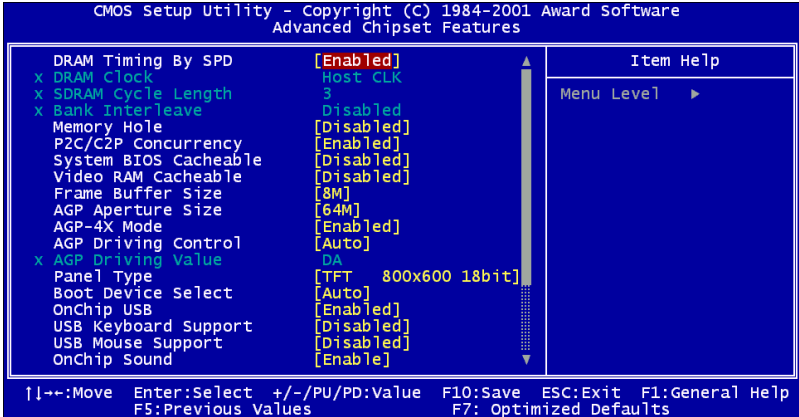 CMOS Setup Utility – Copyright (C) 1984-2001 Award Software
Advanced Chipset Features
DRAM Timing By SPD [Enabled]
x DRAM Clock Host CLK
x SDRAM Cycle Length 3
x Bank Interleave Disabled
Memory Hole [Disabled]
P2C/C2P Concurrency [Enabled]
System BIOS Cacheable [Disabled]
Video RAM Cacheable [Disabled]
Frame Buffer Size [8M]
AGP Aperture Size [64M]
AGP-4X Mode [Enabled]
AGP Driving Control [Auto]
x AGP Driving Value DA
Panel Type [TFT 800x600 18bit]
Boot Device Select [Auto]
OnChip USB [Enabled]
USB Keyboard Support [Disabled]
USB Mouse Support [Disabled]
OnChip Sound [Enable]
Item Help
Menu Level ▶
↑↓→←:Move Enter:Select +/-/PU/PD:Value F10:Save ESC:Exit F1:General Help
F5:Previous Values F7: Optimized Defaults